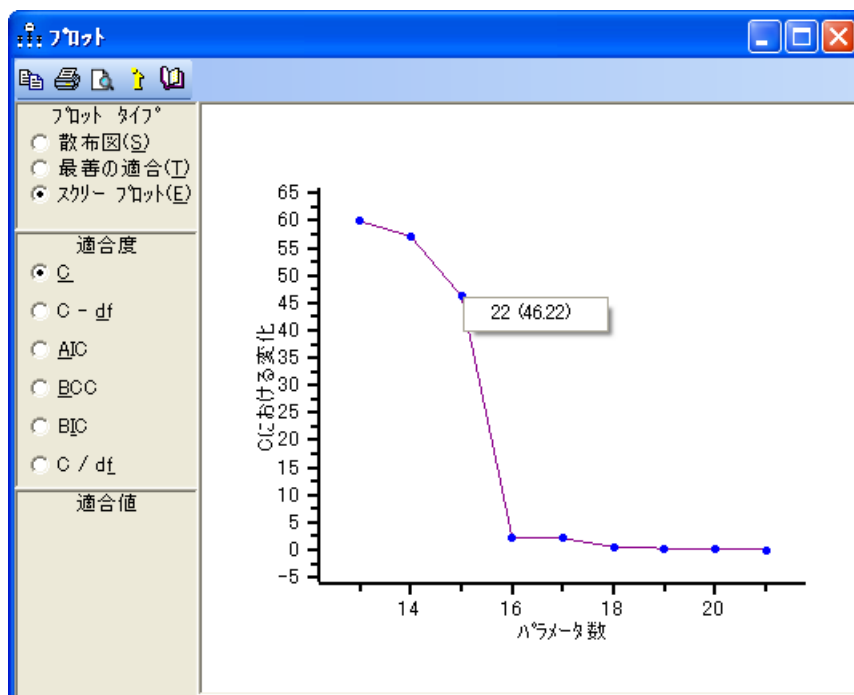 ﾌﾟﾛｯﾄ
ﾌﾟﾛｯﾄ ﾀｲﾌﾟ
散布図(S)
最善の適合(T)
ｽｸﾘｰ ﾌﾟﾛｯﾄ(E)
適合度
C
C - df
AIC
BCC
BIC
C / df
適合値
Cにおける変化
65
60
55
50
45
40
35
30
25
20
15
10
5
0
-5
22 (46.22)
14
16
18
20
ﾊﾟﾗﾒｰﾀ数